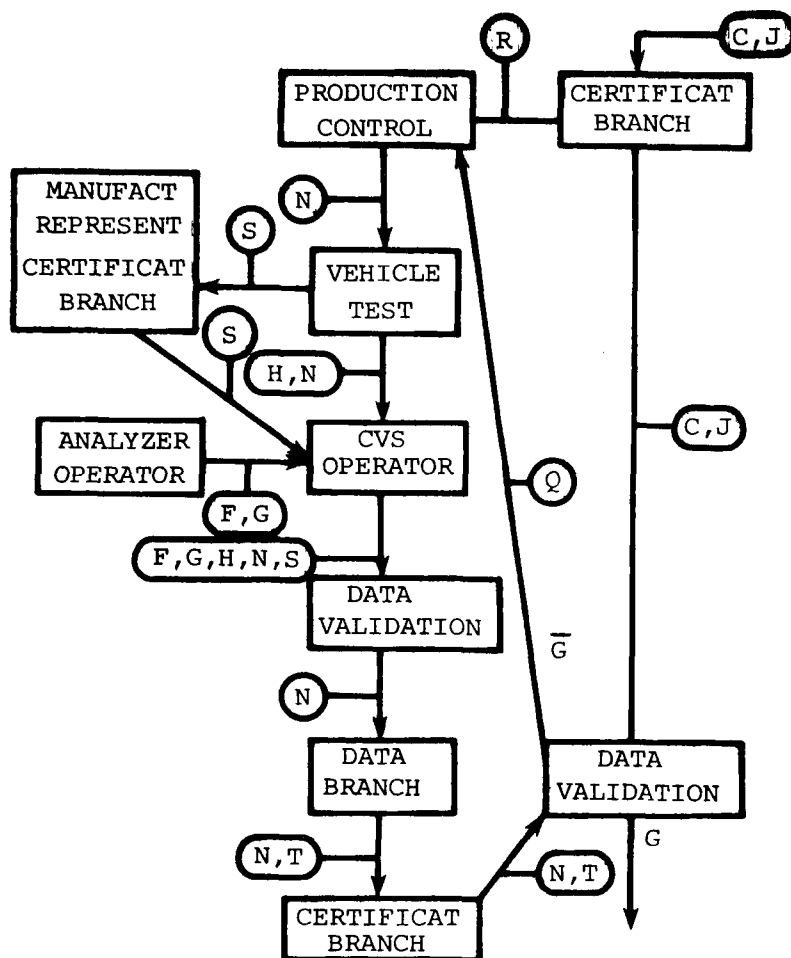 R
C,J
PRODUCTION
CONTROL
CERTIFICAT
BRANCH
N
MANUFACT
REPRESENT
CERTIFICAT
BRANCH
S
VEHICLE
TEST
S
H,N
ANALYZER
OPERATOR
CVS
OPERATOR
C,J
F,G
Q
F,G,H,N,S
DATA
VALIDATION
G̅
N
DATA
BRANCH
DATA
VALIDATION
G
N,T
N,T
CERTIFICAT
BRANCH